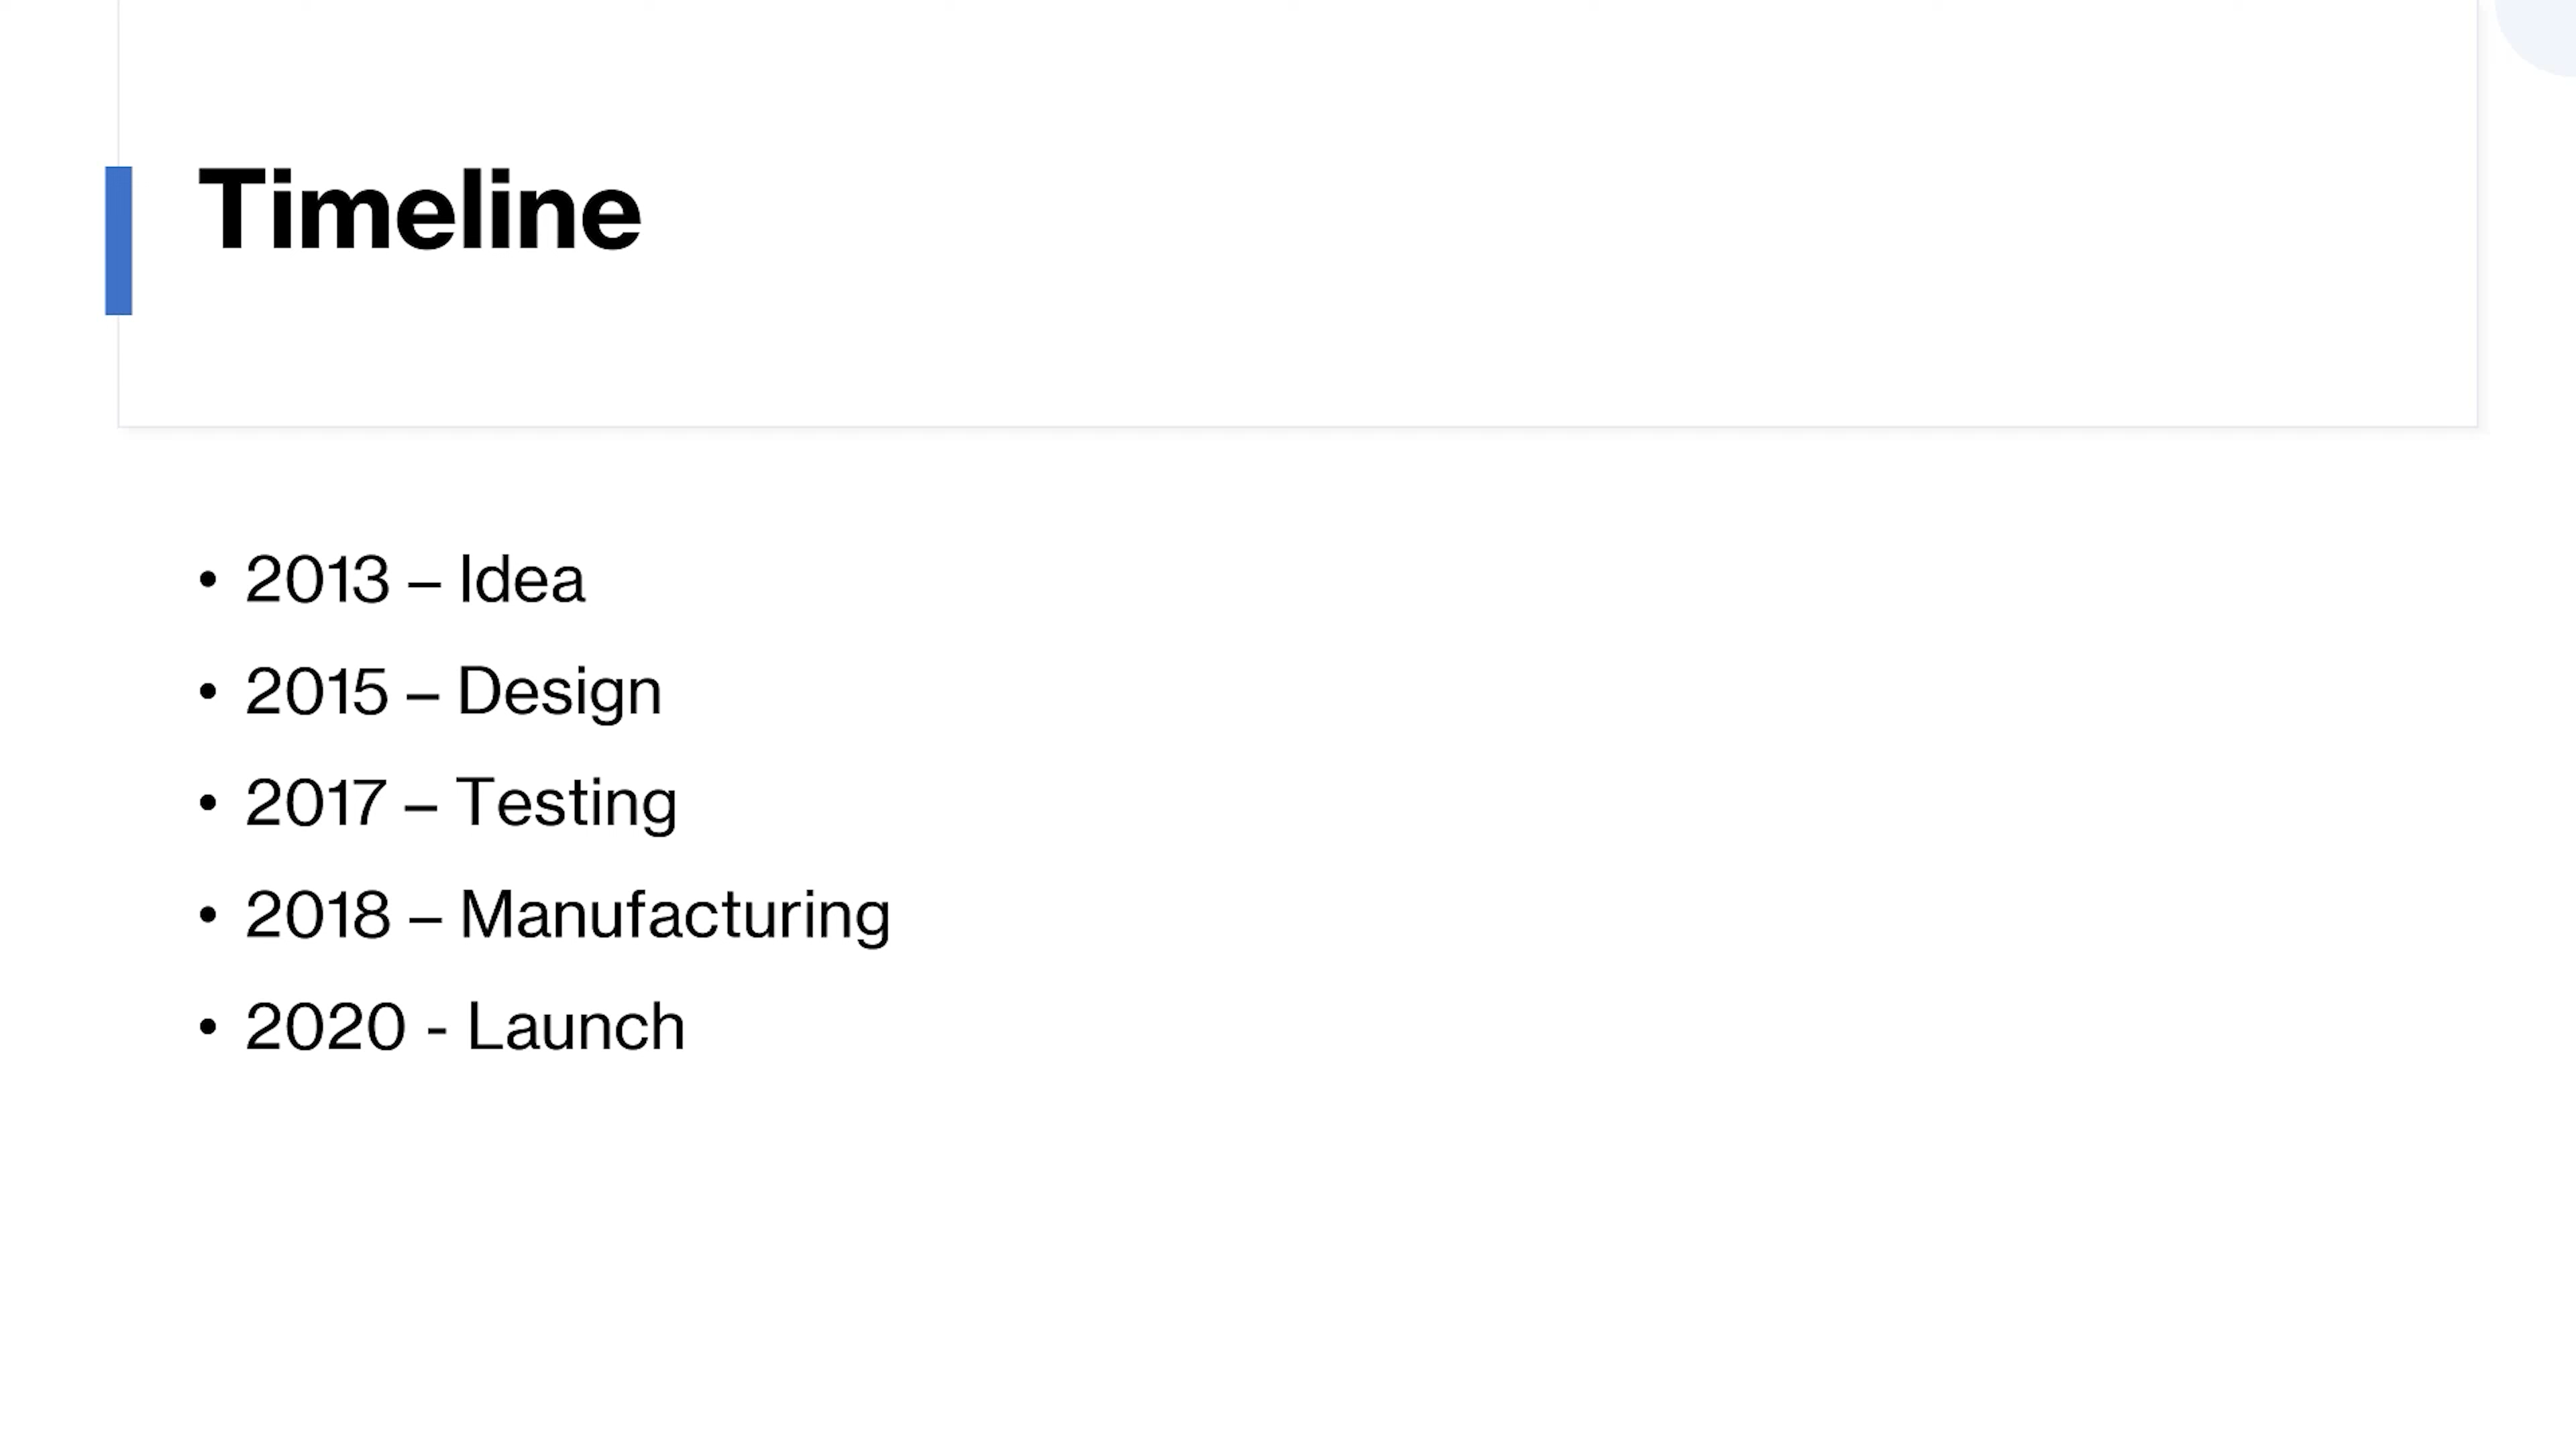 Timeline
• 2013 – Idea
• 2015 – Design
• 2017 – Testing
• 2018 – Manufacturing
• 2020 - Launch